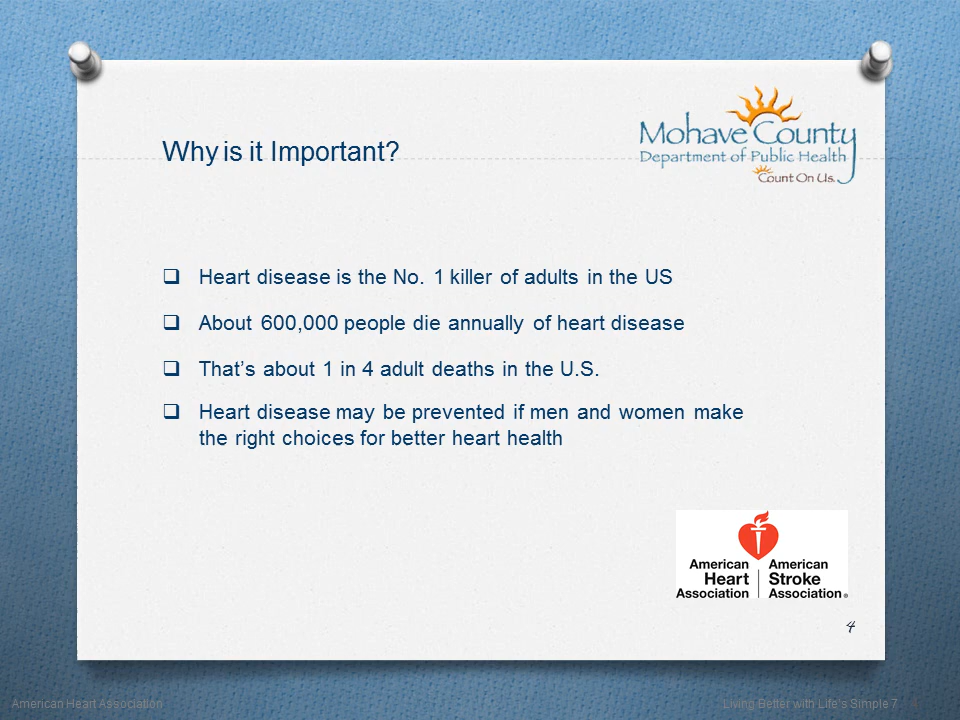 Mohave County
Department of Public Health
Count On Us.
Why is it Important?
❑ Heart disease is the No. 1 killer of adults in the US
❑ About 600,000 people die annually of heart disease
❑ That’s about 1 in 4 adult deaths in the U.S.
❑ Heart disease may be prevented if men and women make
the right choices for better heart health
American Heart Association
American Stroke Association®
4
American Heart Association
Living Better with Life’s Simple 7